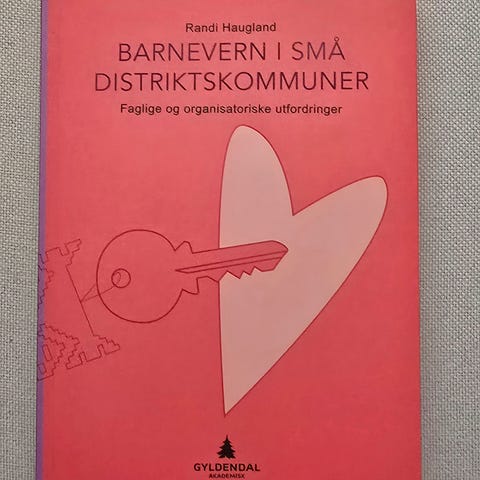 Randi Haugland
BARNEVERN I SMÅ
DISTRIKTSKOMMUNER
Faglige og organisatoriske utfordringer
GYLDENDAL
AKADEMISK